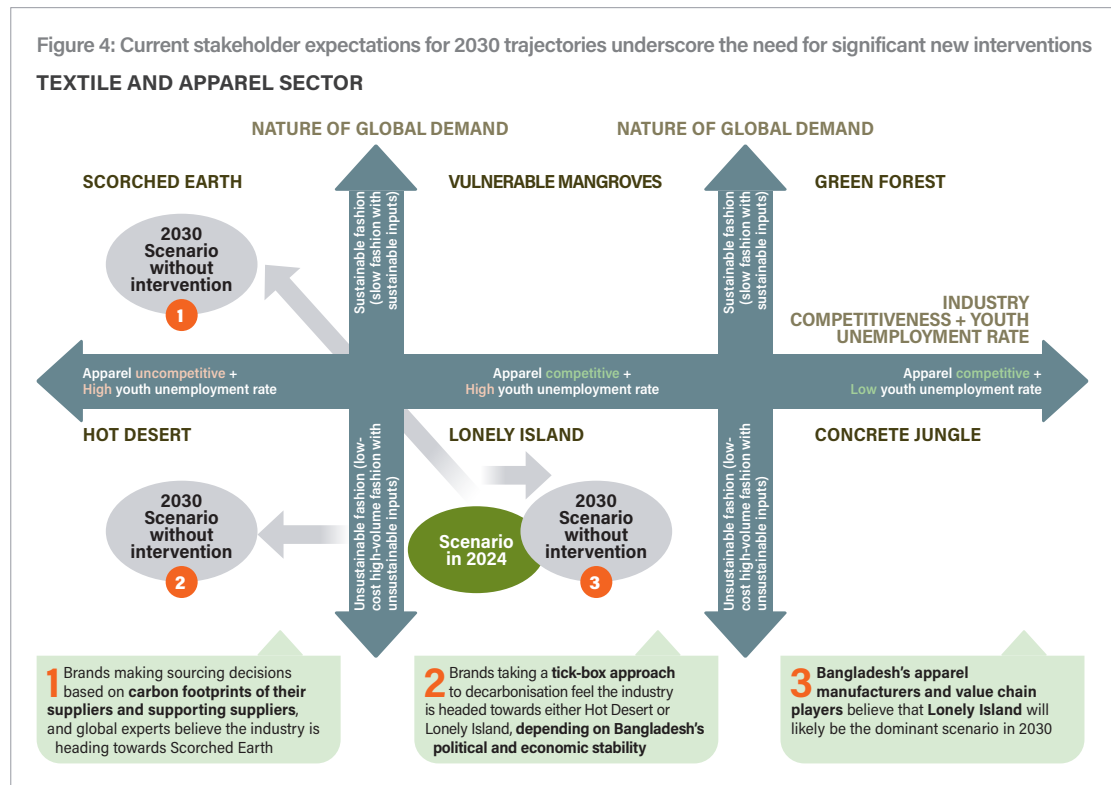 Figure 4: Current stakeholder expectations for 2030 trajectories underscore the need for significant new interventions
TEXTILE AND APPAREL SECTOR
NATURE OF GLOBAL DEMAND
NATURE OF GLOBAL DEMAND
SCORCHED EARTH
VULNERABLE MANGROVES
GREEN FOREST
2030
Scenario
without
intervention
1
Sustainable fashion
(slow fashion with
sustainable inputs)
Sustainable fashion
(slow fashion with
sustainable inputs)
INDUSTRY
COMPETITIVENESS + YOUTH
UNEMPLOYMENT RATE
Apparel uncompetitive +
High youth unemployment rate
Apparel competitive +
High youth unemployment rate
Apparel competitive +
Low youth unemployment rate
HOT DESERT
LONELY ISLAND
CONCRETE JUNGLE
2030
Scenario
without
intervention
2
Unsustainable fashion (low-
cost high-volume fashion with
unsustainable inputs)
Scenario
in 2024
2030
Scenario
without
intervention
3
Unsustainable fashion (low-
cost high-volume fashion with
unsustainable inputs)
1 Brands making sourcing decisions
based on carbon footprints of their
suppliers and supporting suppliers,
and global experts believe the industry is
heading towards Scorched Earth
2 Brands taking a tick-box approach
to decarbonisation feel the industry
is headed towards either Hot Desert or
Lonely Island, depending on Bangladesh's
political and economic stability
3 Bangladesh's apparel
manufacturers and value chain
players believe that Lonely Island will
likely be the dominant scenario in 2030